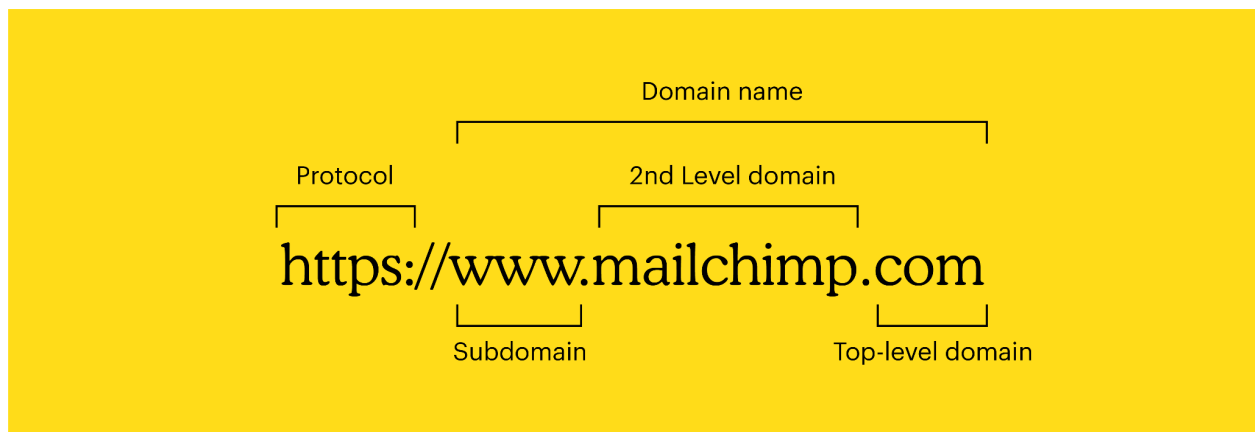 Domain name
Protocol
2nd Level domain
https://www.mailchimp.com
Subdomain
Top-level domain